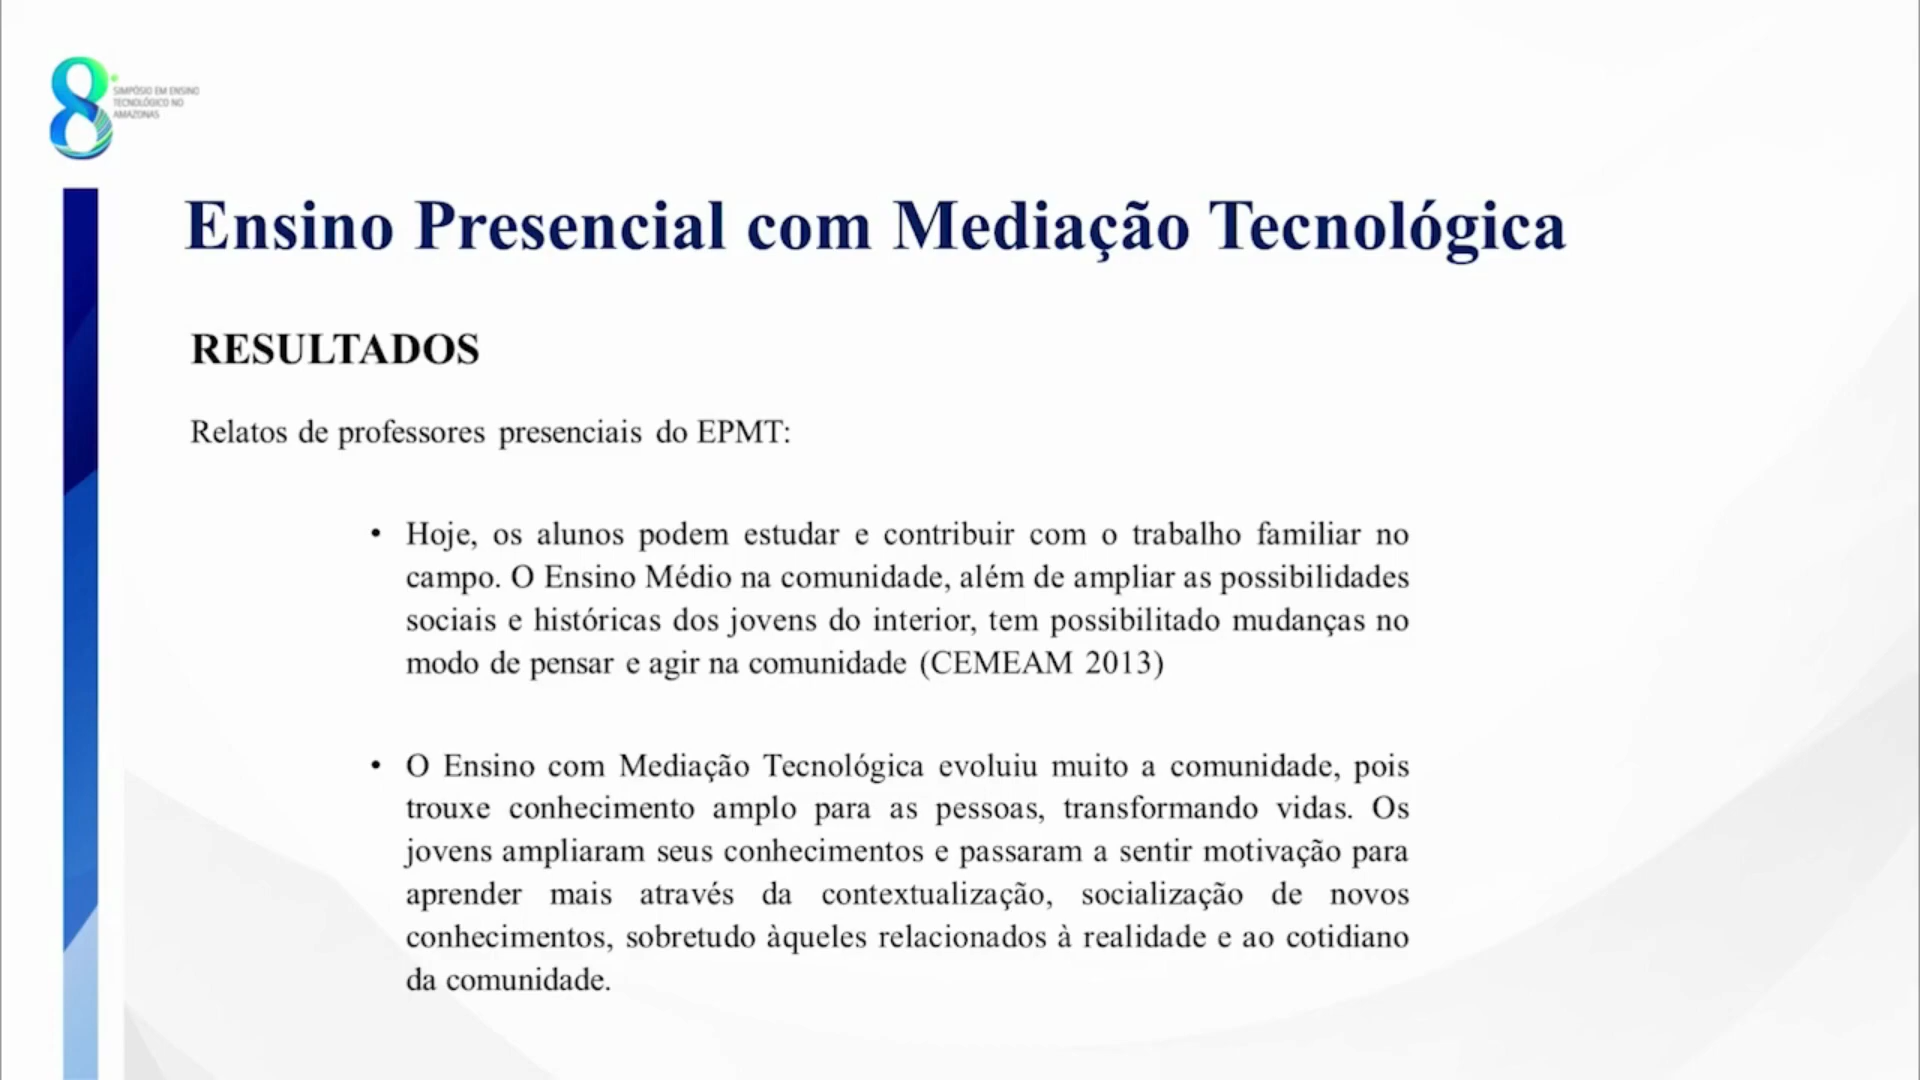 8º
SIMPÓSIO EM ENSINO
TECNOLÓGICO NO
AMAZONAS
Ensino Presencial com Mediação Tecnológica
RESULTADOS
Relatos de professores presenciais do EPMT:
• Hoje, os alunos podem estudar e contribuir com o trabalho familiar no
campo. O Ensino Médio na comunidade, além de ampliar as possibilidades
sociais e históricas dos jovens do interior, tem possibilitado mudanças no
modo de pensar e agir na comunidade (CEMEAM 2013)
• O Ensino com Mediação Tecnológica evoluiu muito a comunidade, pois
trouxe conhecimento amplo para as pessoas, transformando vidas. Os
jovens ampliaram seus conhecimentos e passaram a sentir motivação para
aprender mais através da contextualização, socialização de novos
conhecimentos, sobretudo àqueles relacionados à realidade e ao cotidiano
da comunidade.